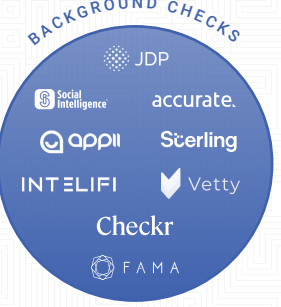 BACKGROUND CHECKS
JDP
Social
Intelligence
accurate.
appii
Sterling
INTELIFI
Vetty
Checkr
FAMA